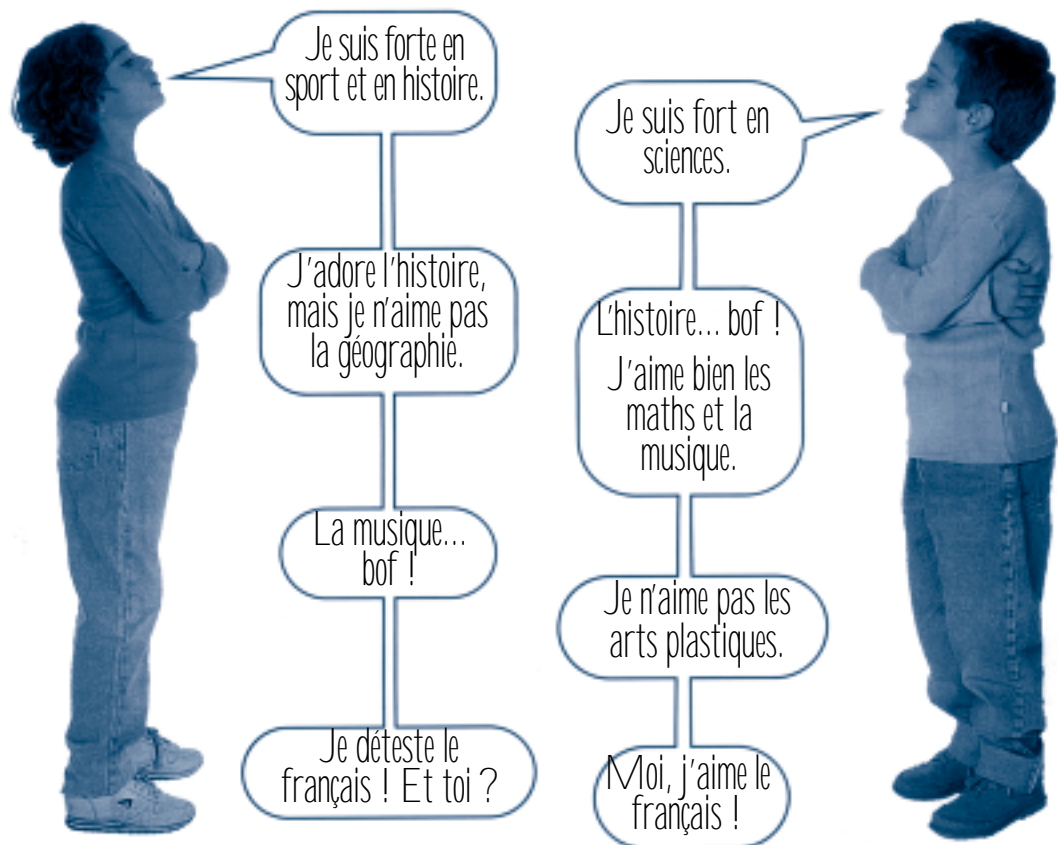 Je suis forte en
sport et en histoire.
J'adore l'histoire,
mais je n'aime pas
la géographie.
La musique...
bof !
Je déteste le
français ! Et toi ?
Je suis fort en
sciences.
L'histoire... bof !
J'aime bien les
maths et la
musique.
Je n'aime pas les
arts plastiques.
Moi, j'aime le
français !